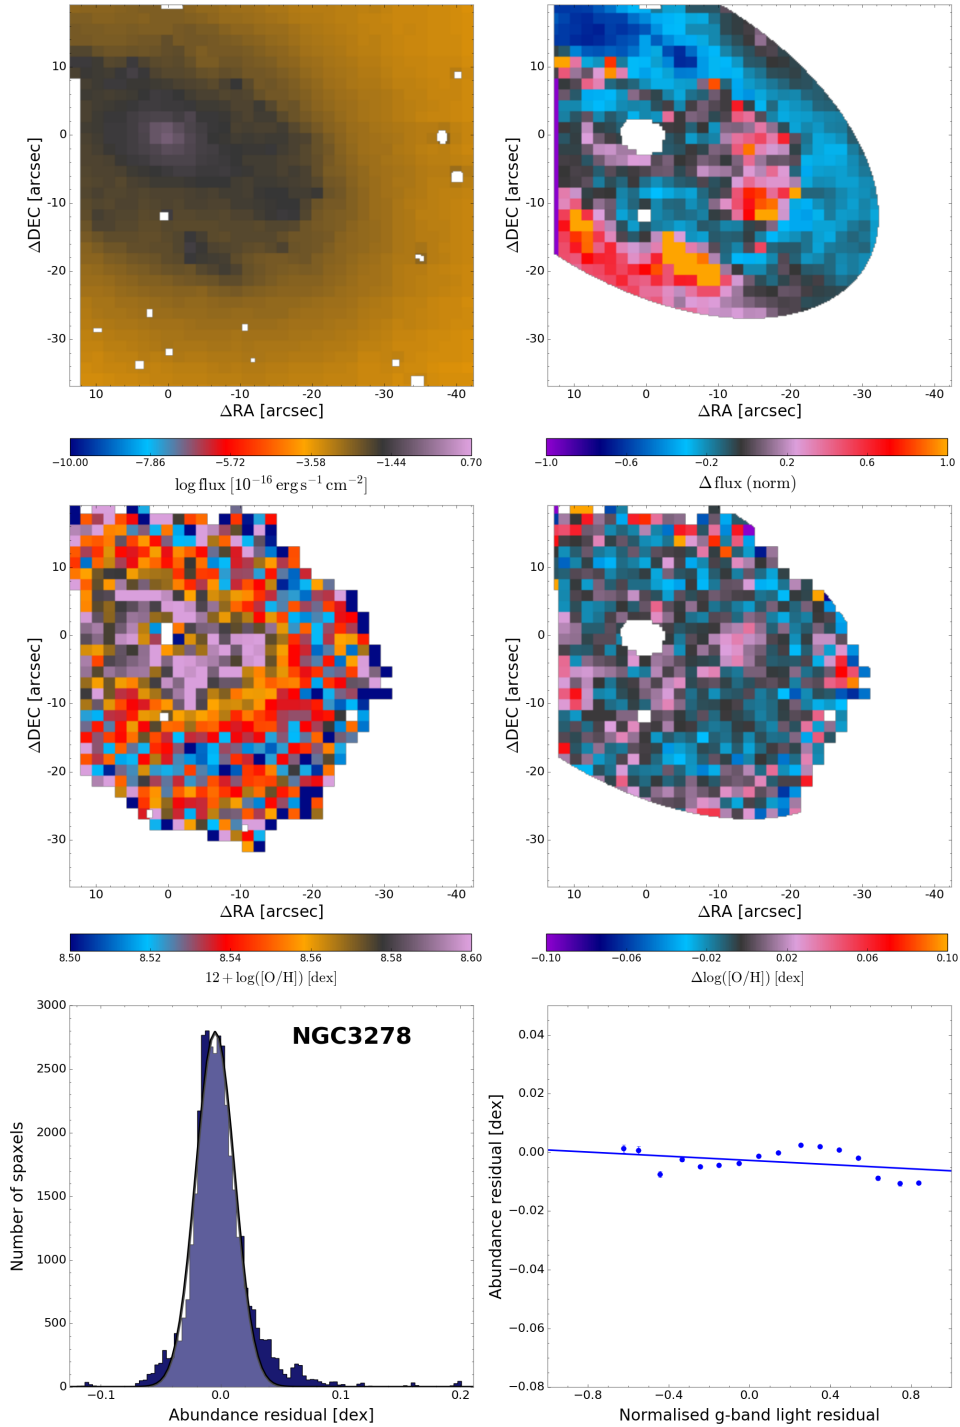 10
0
-10
-20
-30
ΔDEC [arcsec]
10 0 -10 -20 -30 -40
ΔRA [arcsec]
−10.00 −7.86 −5.72 −3.58 −1.44 0.70
log flux [10⁻¹⁶ erg s⁻¹ cm⁻²]
10
0
-10
-20
-30
ΔDEC [arcsec]
10 0 -10 -20 -30 -40
ΔRA [arcsec]
−1.0 −0.6 −0.2 0.2 0.6 1.0
Δ flux (norm)
10
0
-10
-20
-30
ΔDEC [arcsec]
10 0 -10 -20 -30 -40
ΔRA [arcsec]
8.50 8.52 8.54 8.56 8.58 8.60
12 + log([O/H]) [dex]
10
0
-10
-20
-30
ΔDEC [arcsec]
10 0 -10 -20 -30 -40
ΔRA [arcsec]
−0.10 −0.06 −0.02 0.02 0.06 0.10
Δlog([O/H]) [dex]
NGC3278
3000
2500
2000
1500
1000
500
0
Number of spaxels
−0.1 0.0 0.1 0.2
Abundance residual [dex]
0.04
0.02
0.00
−0.02
−0.04
−0.06
−0.08
Abundance residual [dex]
−0.8 −0.4 0.0 0.4 0.8
Normalised g-band light residual